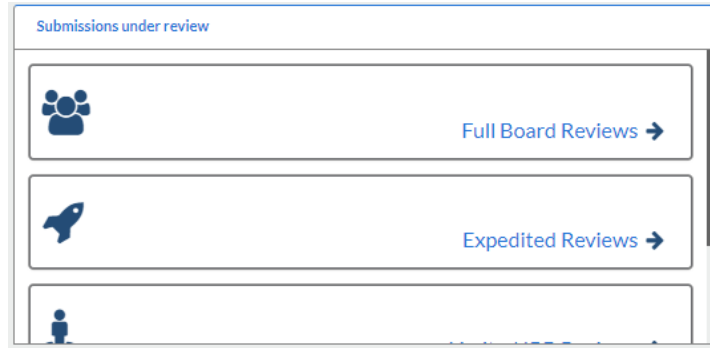 Submissions under review
Full Board Reviews
Expedited Reviews